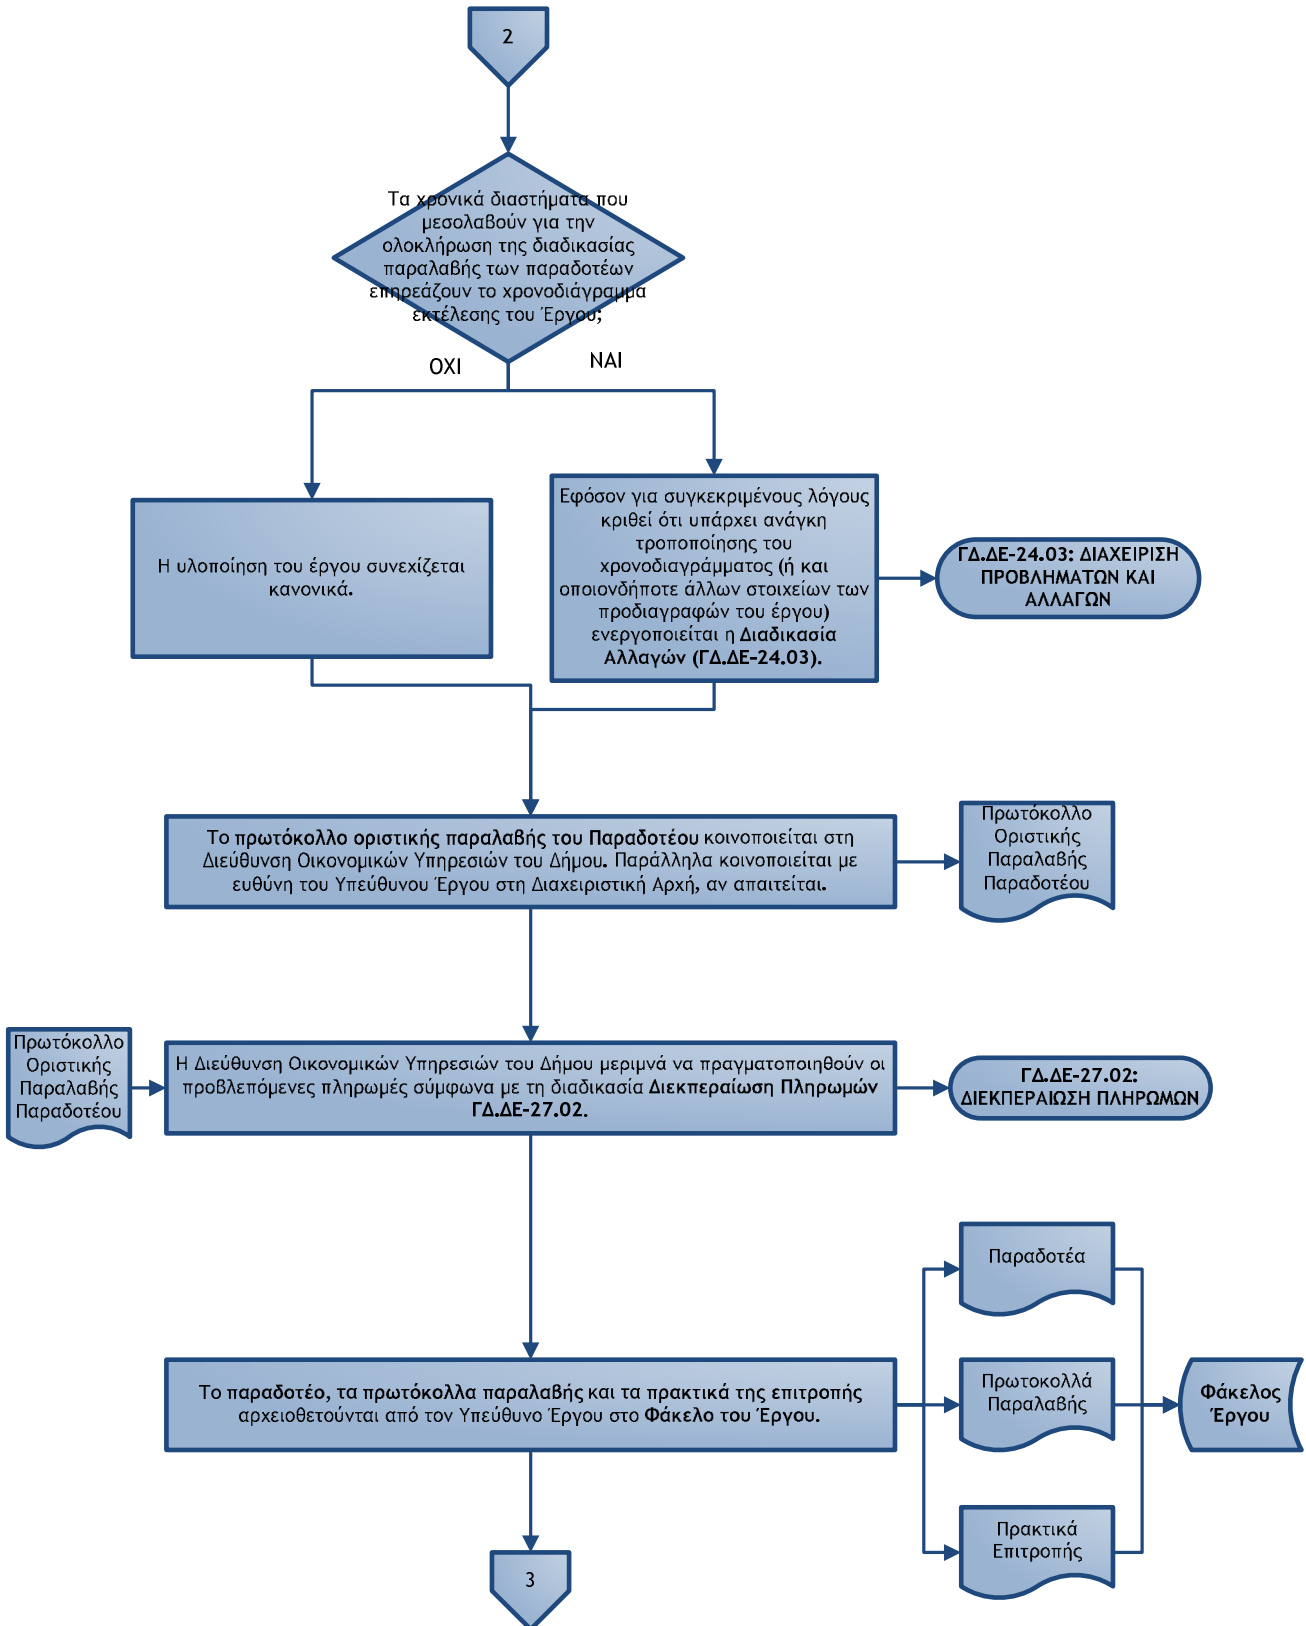 2
Τα χρονικά διαστήματα που
μεσολαβούν για την
ολοκλήρωση της διαδικασίας
παραλαβής των παραδοτέων
επηρεάζουν το χρονοδιάγραμμα
εκτέλεσης του Έργου;
ΟΧΙ
ΝΑΙ
Η υλοποίηση του έργου συνεχίζεται
κανονικά.
Εφόσον για συγκεκριμένους λόγους
κριθεί ότι υπάρχει ανάγκη
τροποποίησης του
χρονοδιαγράμματος (ή και
οποιονδήποτε άλλων στοιχείων των
προδιαγραφών του έργου)
ενεργοποιείται η Διαδικασία
Αλλαγών (ΓΔ.ΔΕ-24.03).
ΓΔ.ΔΕ-24.03: ΔΙΑΧΕΙΡΙΣΗ
ΠΡΟΒΛΗΜΑΤΩΝ ΚΑΙ
ΑΛΛΑΓΩΝ
Το πρωτόκολλο οριστικής παραλαβής του Παραδοτέου κοινοποιείται στη
Διεύθυνση Οικονομικών Υπηρεσιών του Δήμου. Παράλληλα κοινοποιείται με
ευθύνη του Υπεύθυνου Έργου στη Διαχειριστική Αρχή, αν απαιτείται.
Πρωτόκολλο
Οριστικής
Παραλαβής
Παραδοτέου
Πρωτόκολλο
Οριστικής
Παραλαβής
Παραδοτέου
Η Διεύθυνση Οικονομικών Υπηρεσιών του Δήμου μεριμνά να πραγματοποιηθούν οι
προβλεπόμενες πληρωμές σύμφωνα με τη διαδικασία Διεκπεραίωση Πληρωμών
ΓΔ.ΔΕ-27.02.
ΓΔ.ΔΕ-27.02:
ΔΙΕΚΠΕΡΑΙΩΣΗ ΠΛΗΡΩΜΩΝ
Το παραδοτέο, τα πρωτόκολλα παραλαβής και τα πρακτικά της επιτροπής
αρχειοθετούνται από τον Υπεύθυνο Έργου στο Φάκελο του Έργου.
Παραδοτέα
Πρωτοκολλά
Παραλαβής
Πρακτικά
Επιτροπής
Φάκελος
Έργου
3